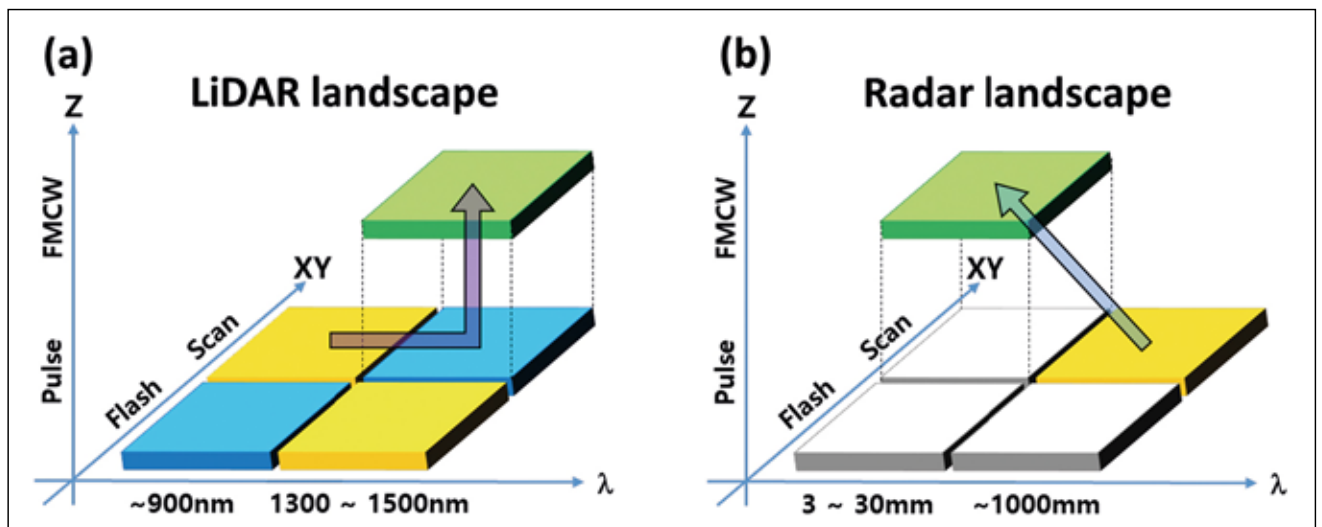 (a)
LiDAR landscape
Z
FMCW
Pulse
XY
Scan
Flash
~900nm
1300 ~ 1500nm
λ
(b)
Radar landscape
Z
FMCW
Pulse
XY
Scan
Flash
3 ~ 30mm
~1000mm
λ